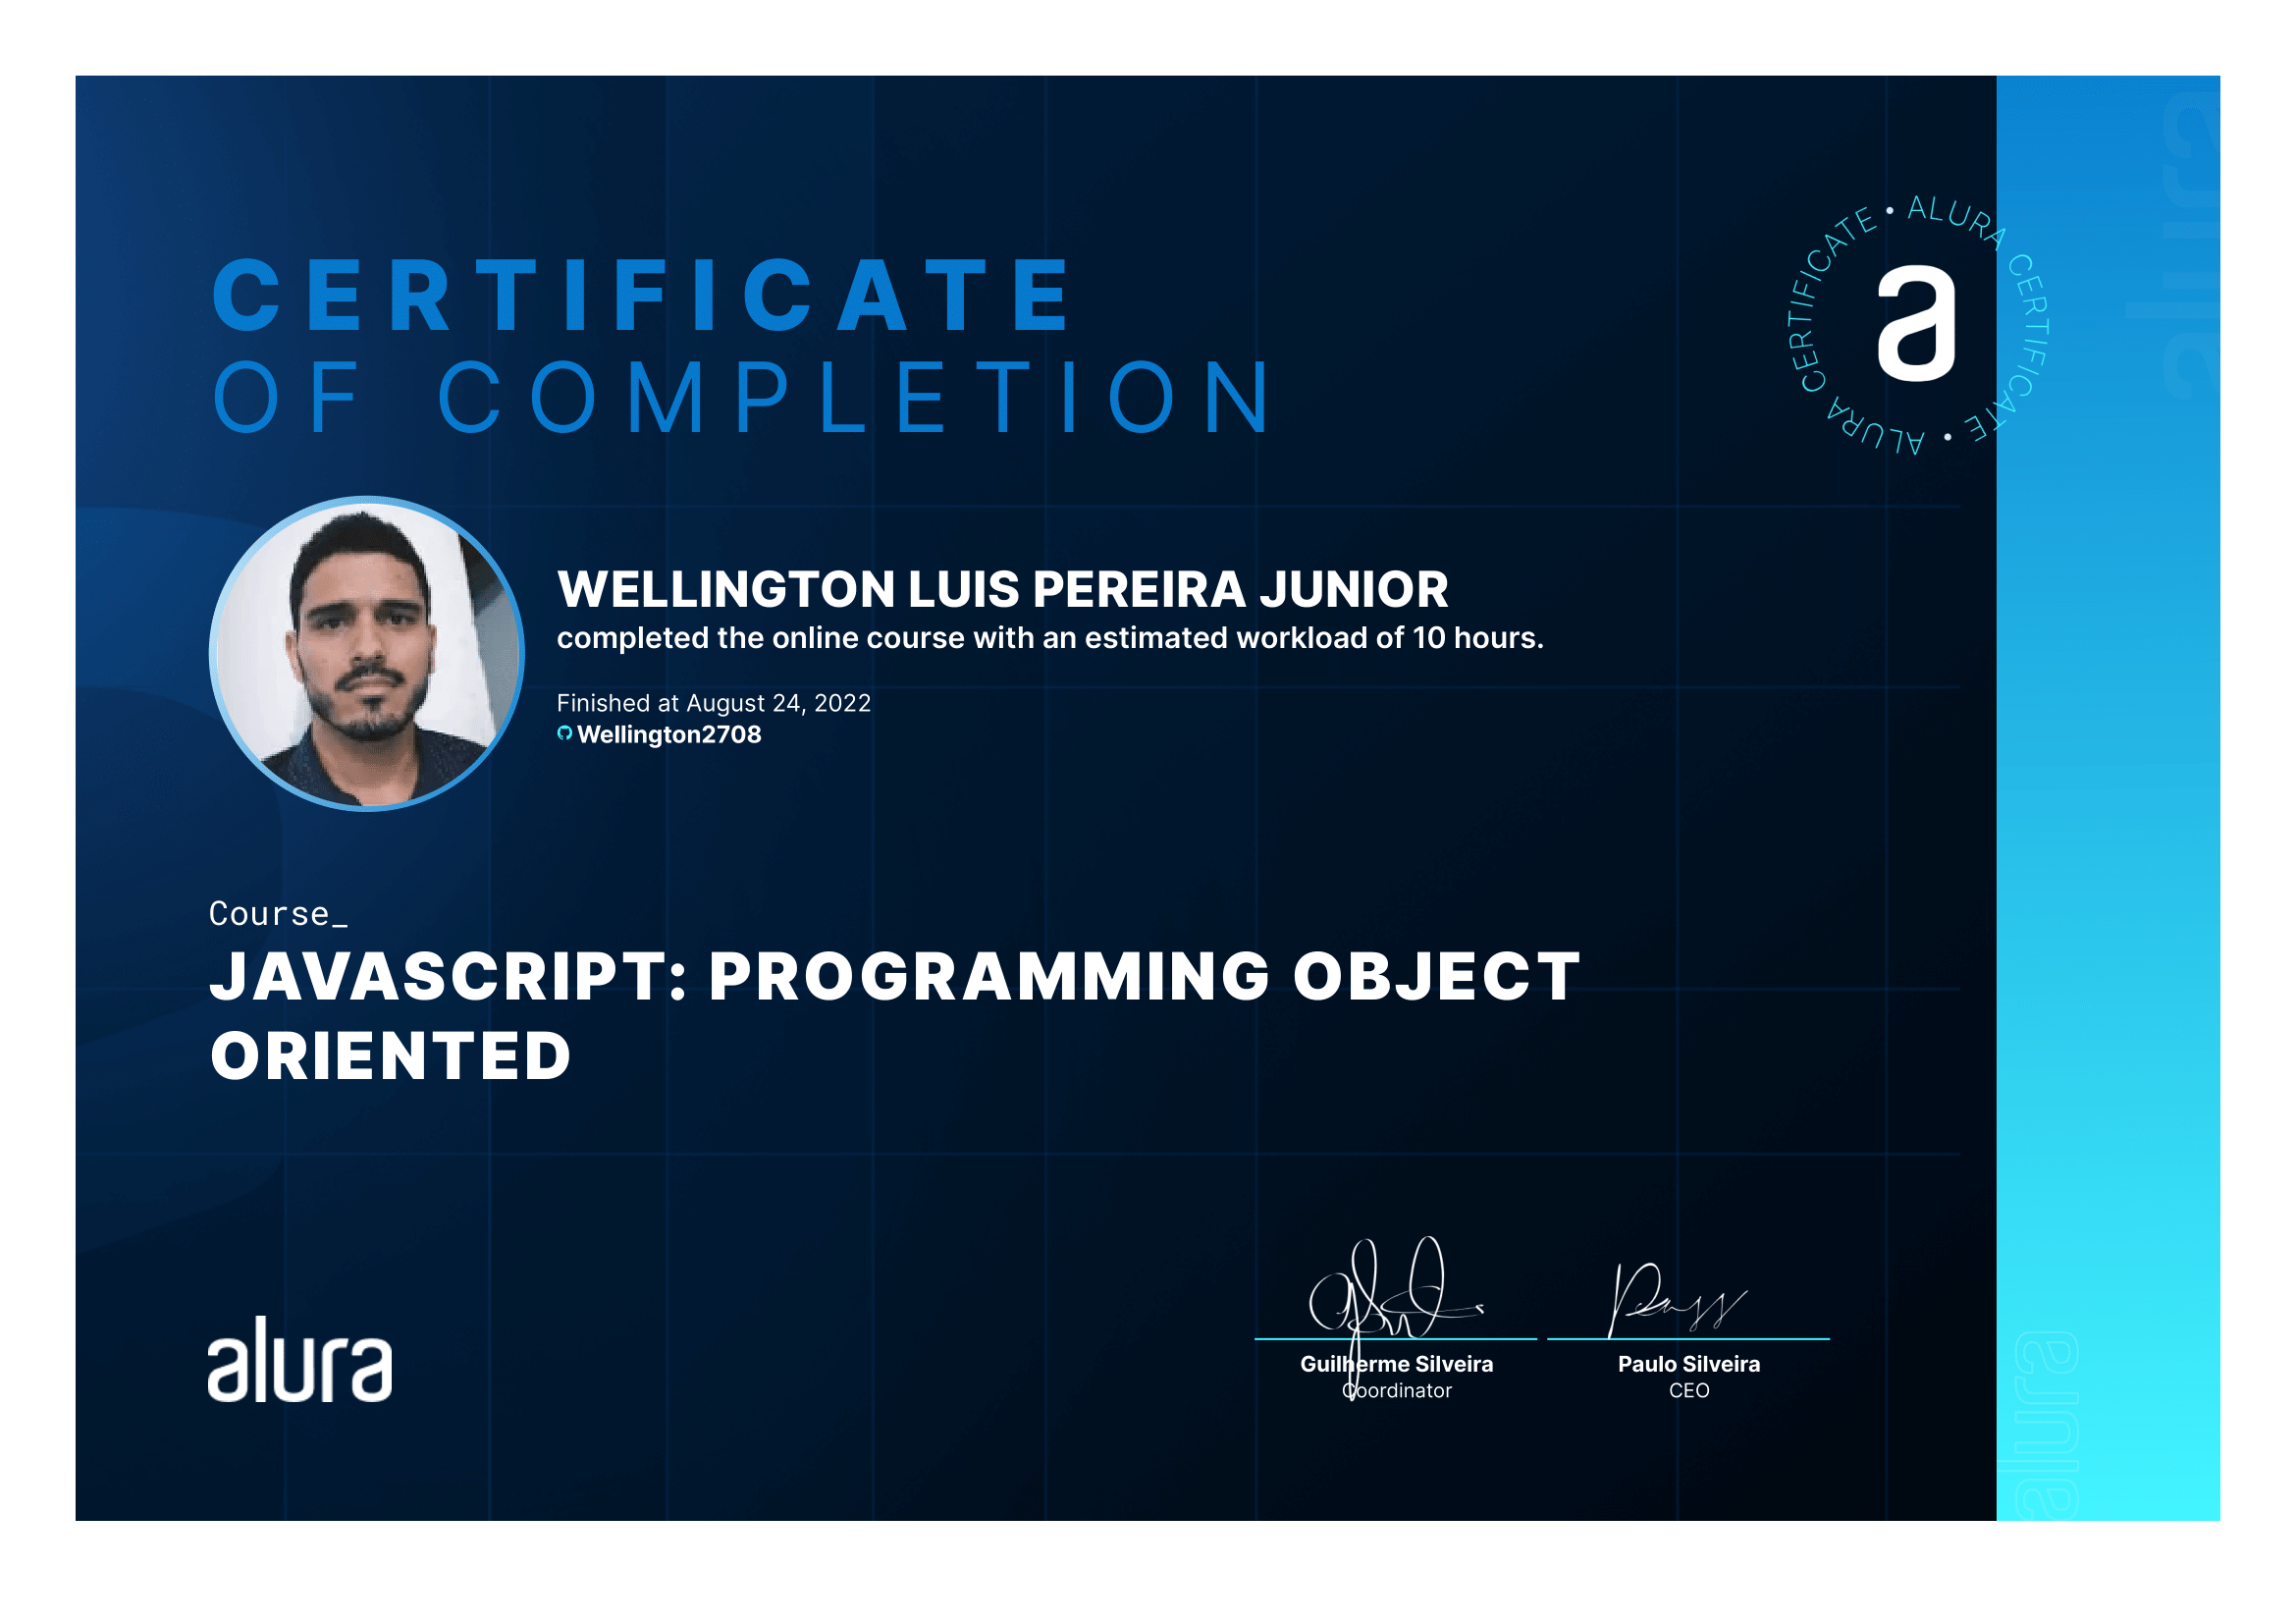 CERTIFICATE
OF COMPLETION
ALURA CERTIFICATE • ALURA CERTIFICATE •
a
alura
WELLINGTON LUIS PEREIRA JUNIOR
completed the online course with an estimated workload of 10 hours.
Finished at August 24, 2022
Wellington2708
Course_
JAVASCRIPT: PROGRAMMING OBJECT
ORIENTED
alura
Guilherme Silveira
Coordinator
Paulo Silveira
CEO
alura